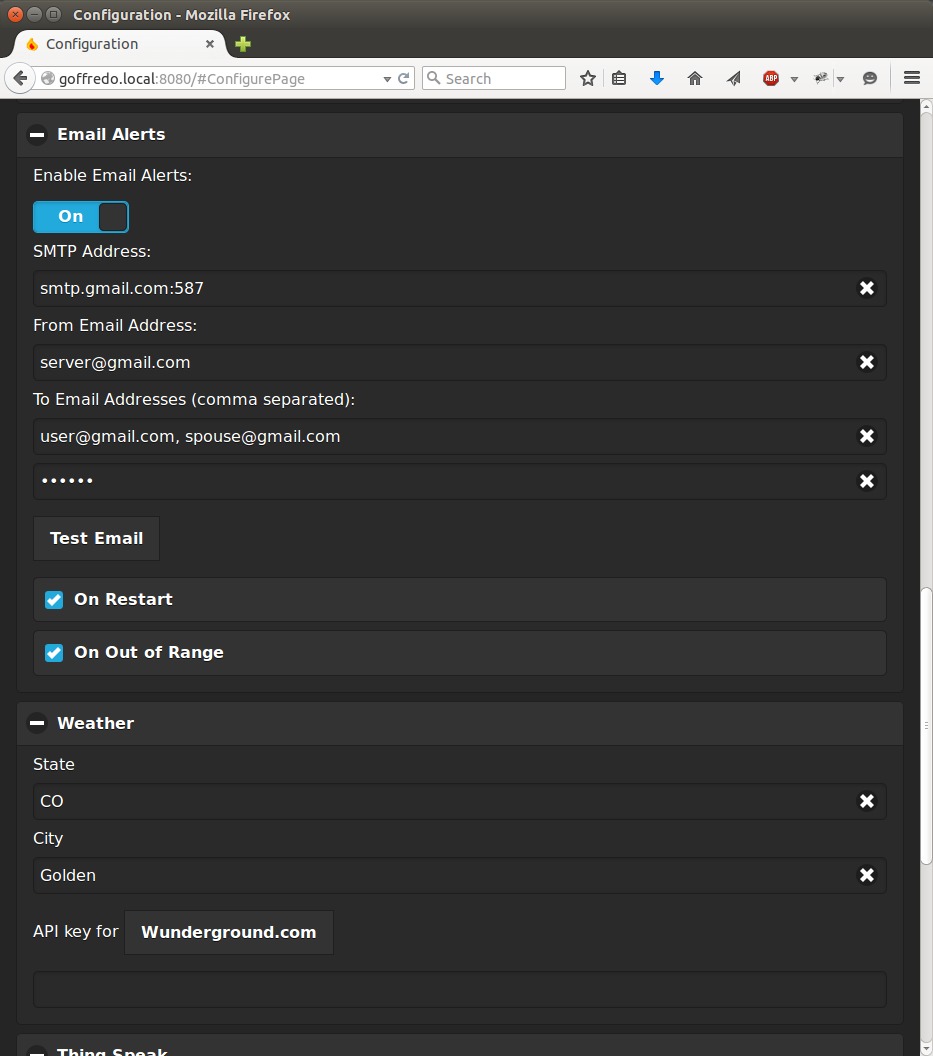 Configuration - Mozilla Firefox
Configuration
goffredo.local:8080/#ConfigurePage
Search
ABP
Email Alerts
Enable Email Alerts:
On
SMTP Address:
smtp.gmail.com:587
From Email Address:
server@gmail.com
To Email Addresses (comma separated):
user@gmail.com, spouse@gmail.com
••••••
Test Email
On Restart
On Out of Range
Weather
State
CO
City
Golden
API key for Wunderground.com
Thing Speak